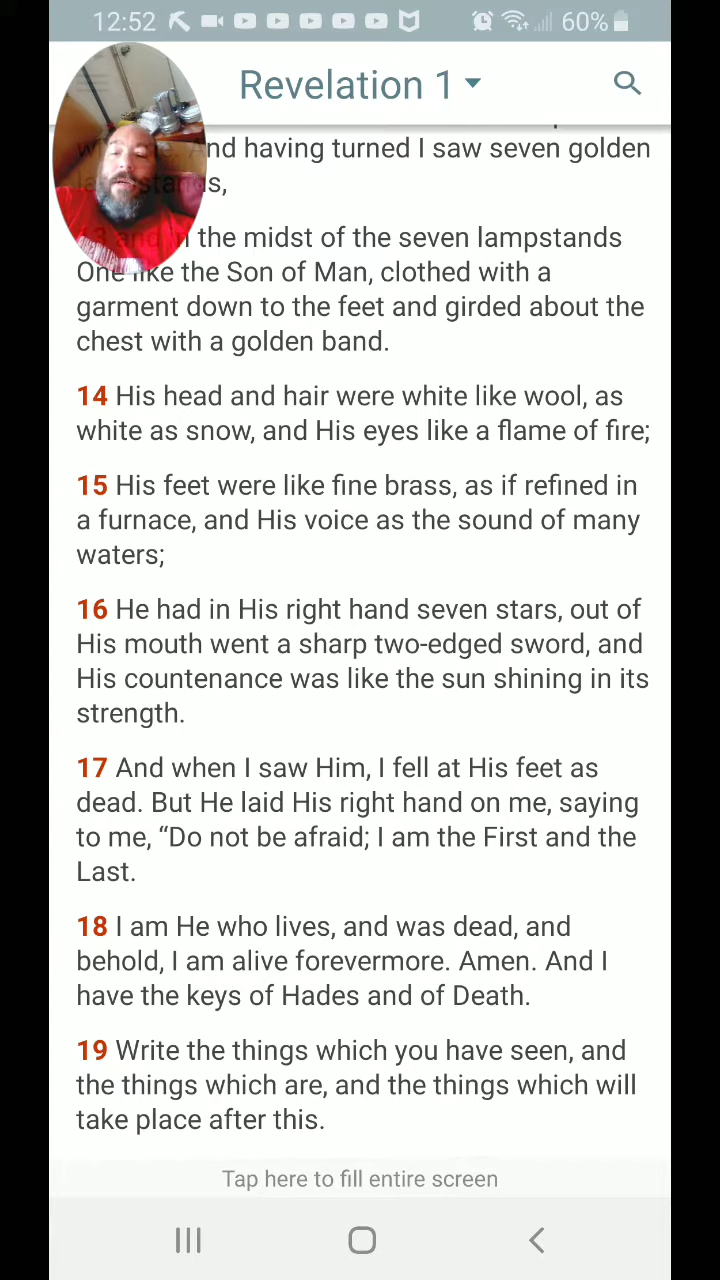 12:52 60%
Revelation 1
And having turned I saw seven golden
the midst of the seven lampstands
One like the Son of Man, clothed with a
garment down to the feet and girded about the
chest with a golden band.
14 His head and hair were white like wool, as
white as snow, and His eyes like a flame of fire;
15 His feet were like fine brass, as if refined in
a furnace, and His voice as the sound of many
waters;
16 He had in His right hand seven stars, out of
His mouth went a sharp two-edged sword, and
His countenance was like the sun shining in its
strength.
17 And when I saw Him, I fell at His feet as
dead. But He laid His right hand on me, saying
to me, “Do not be afraid; I am the First and the
Last.
18 I am He who lives, and was dead, and
behold, I am alive forevermore. Amen. And I
have the keys of Hades and of Death.
19 Write the things which you have seen, and
the things which are, and the things which will
take place after this.
Tap here to fill entire screen